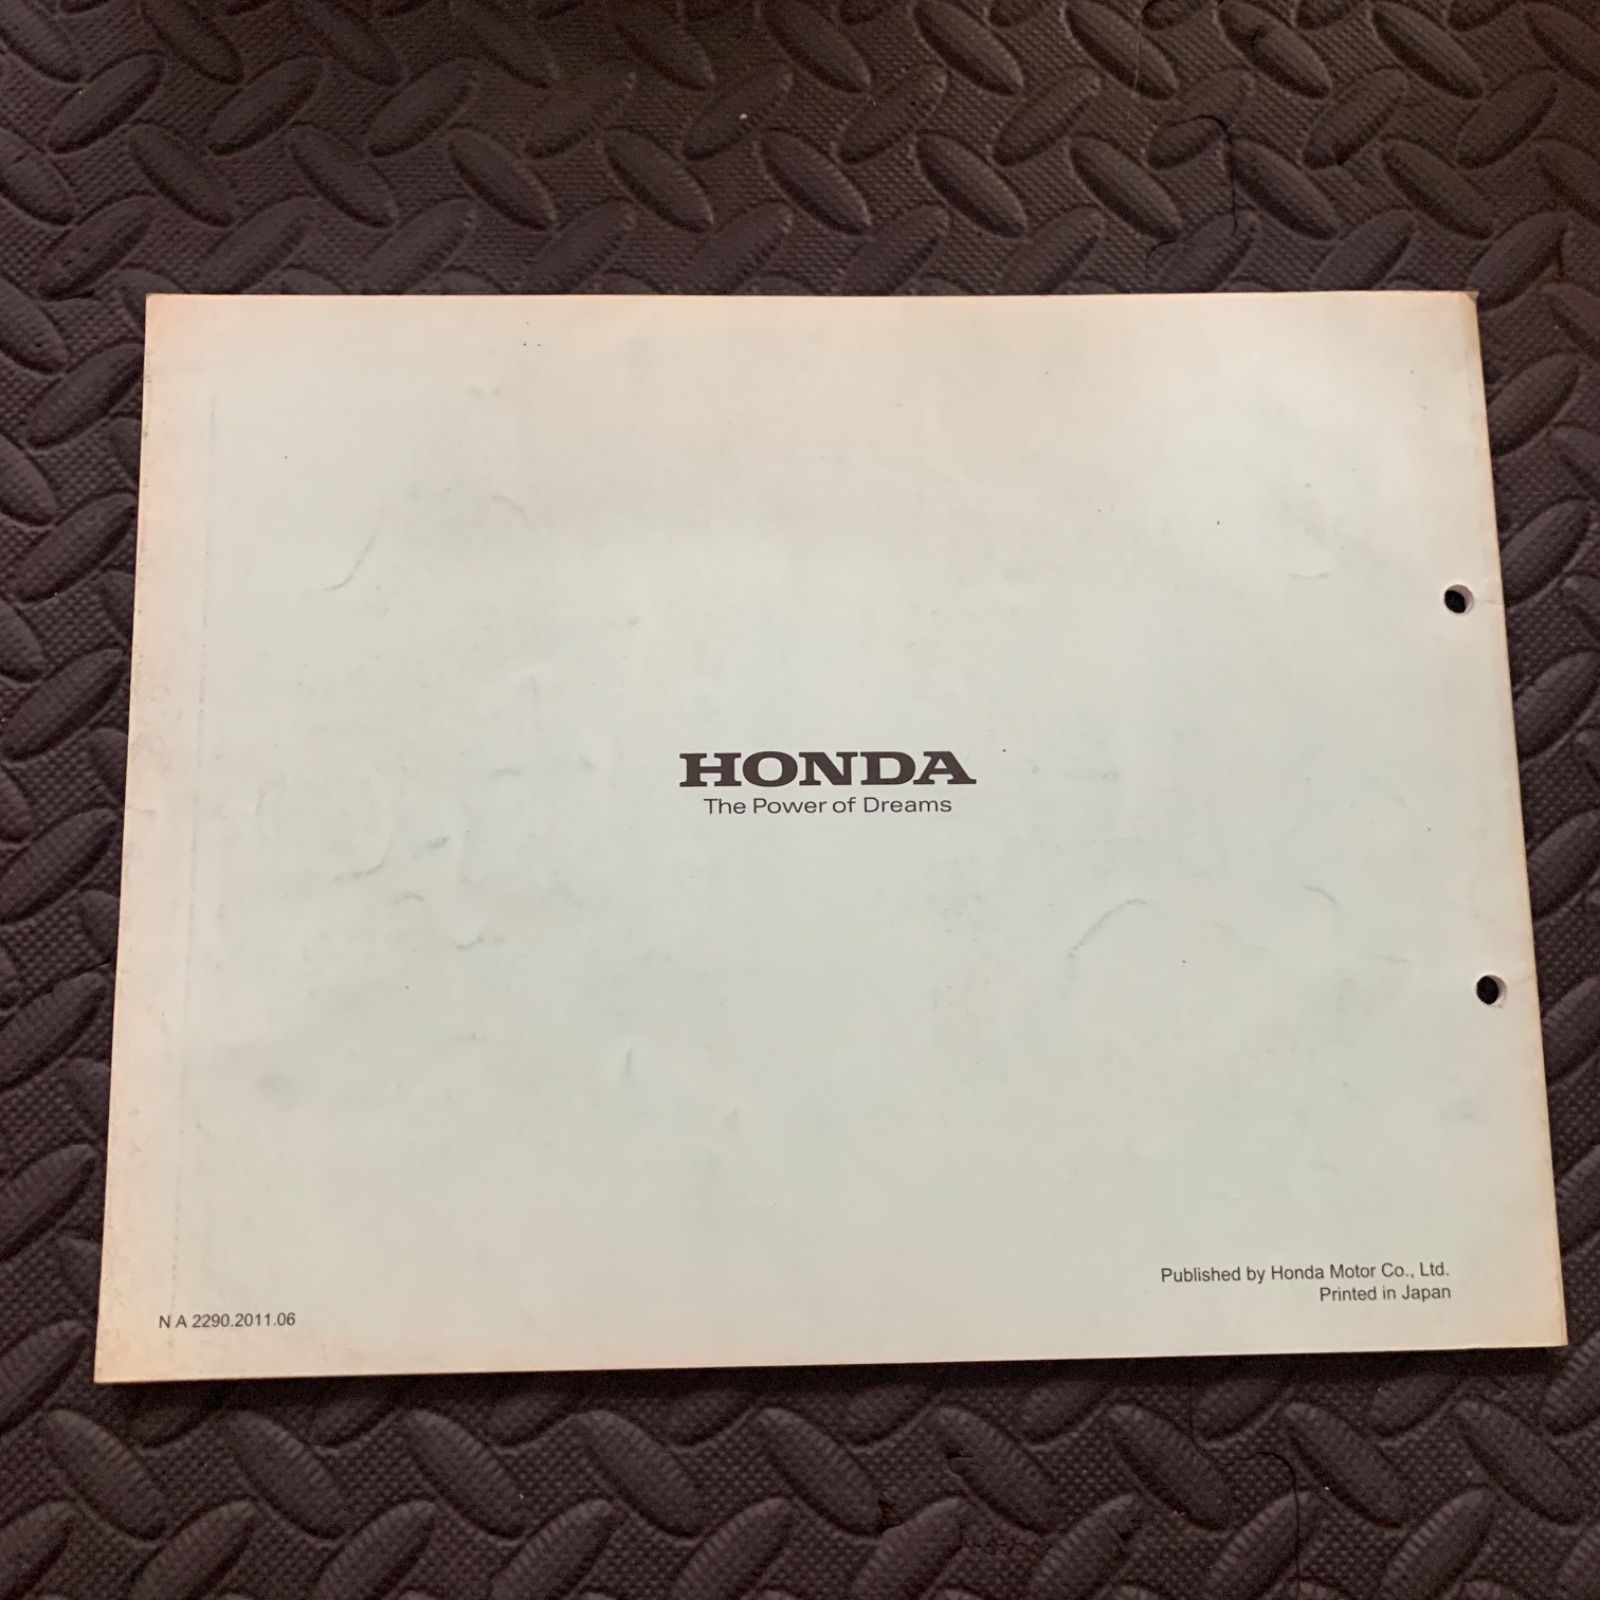 HONDA
The Power of Dreams
Published by Honda Motor Co., Ltd.
Printed in Japan
N A 2290.2011.06